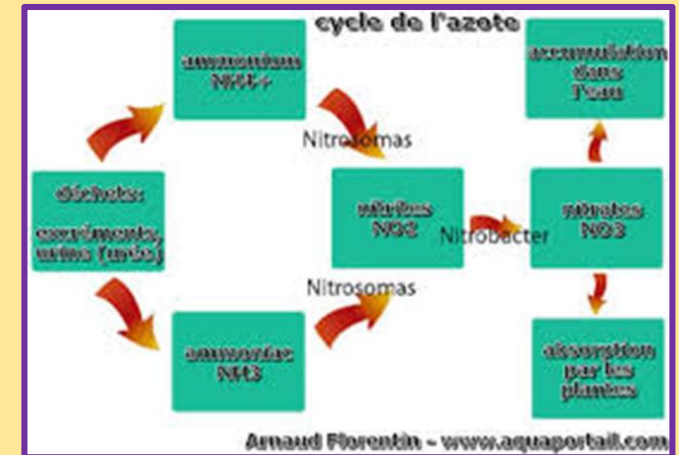 cycle de l'azote
ammonium
NH4+
accumulation
dans
l'eau
Nitrosomas
déchets:
excréments,
urine (urée)
nitrites
NO2
Nitrobacter
nitrates
NO3
Nitrosomas
ammoniac
NH3
absorption
par les
plantes
Arnaud Florentin - www.aquaportail.com